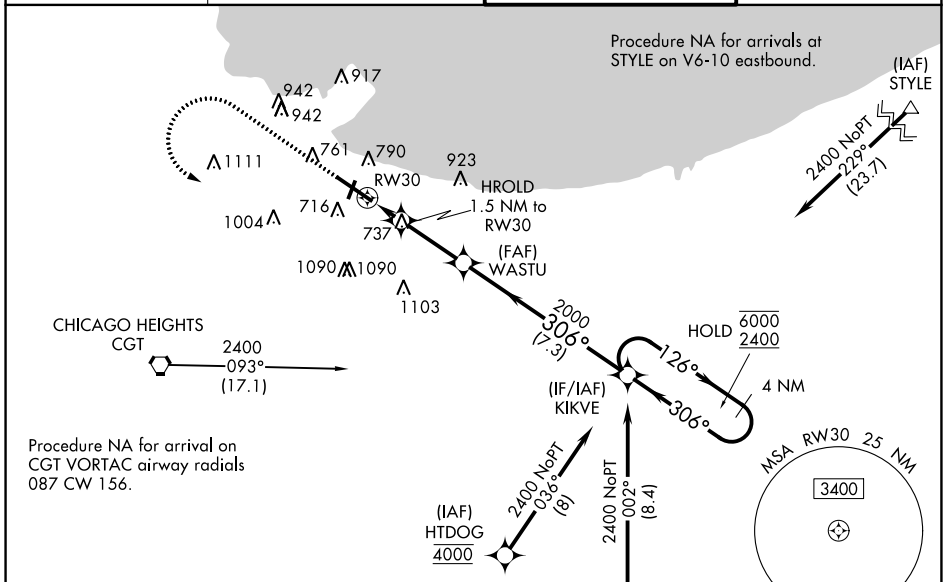 Procedure NA for arrivals at
STYLE on V6-10 eastbound.
(IAF)
STYLE
2400 NoPT
229°
(23.7)
917
942
942
1111
761
790
RW30
923
HROLD
1.5 NM to
RW30
716
1004
737
1090
1090
1103
(FAF)
WASTU
2000
306°
(7.3)
CHICAGO HEIGHTS
CGT
2400
093°
(17.1)
HOLD
6000
2400
126°
4 NM
306°
(IF/IAF)
KIKVE
Procedure NA for arrival on
CGT VORTAC airway radials
087 CW 156.
2400 NoPT
036°
(8)
(IAF)
HTDOG
4000
2400 NoPT
002°
(8.4)
MSA RW30 25 NM
3400